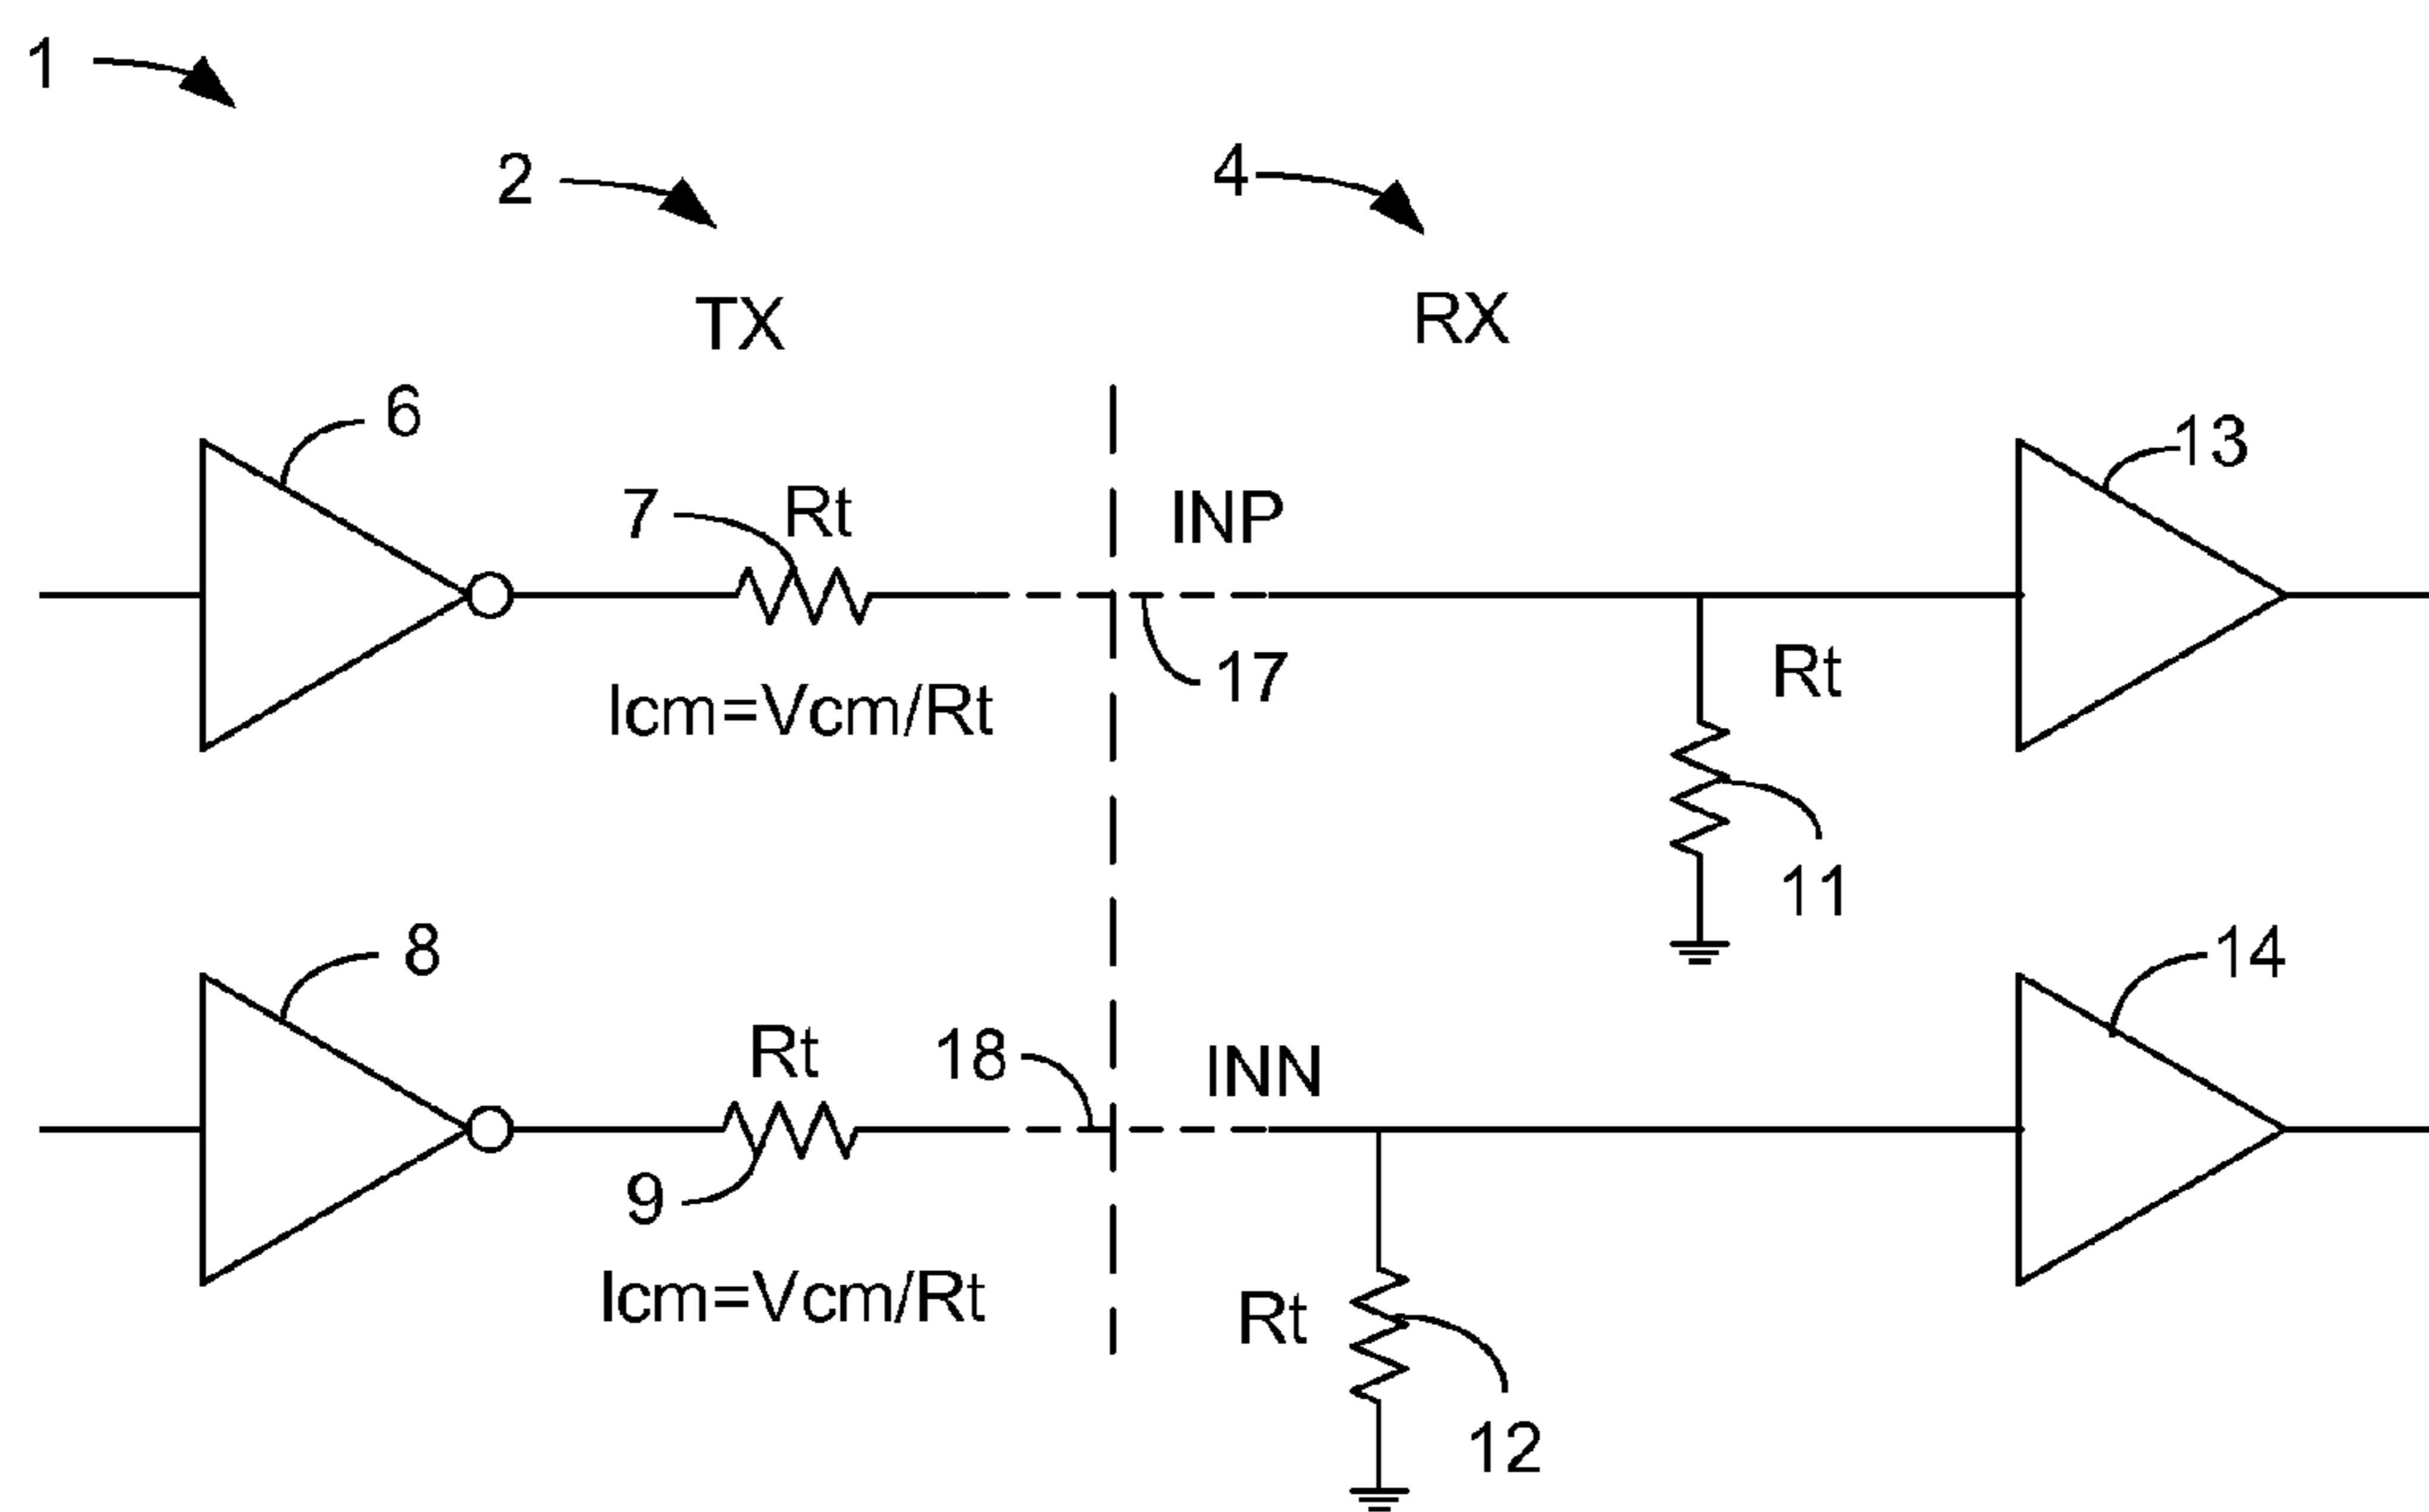 1
2
4
TX
RX
6
13
7
Rt
INP
17
Rt
Icm=Vcm/Rt
11
8
14
Rt
18
INN
9
Icm=Vcm/Rt
Rt
12